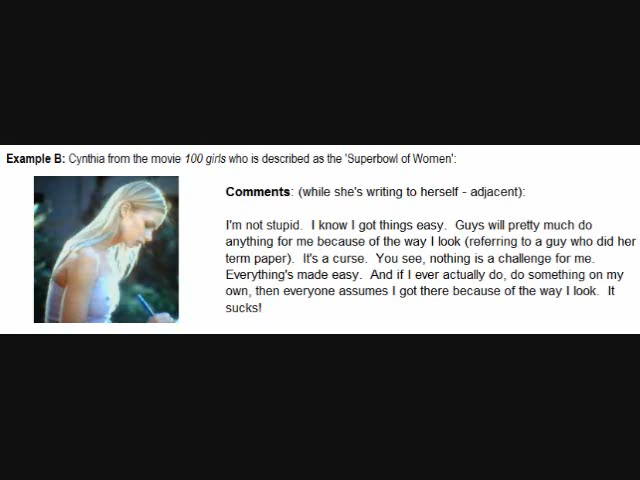 Example B: Cynthia from the movie 100 girls who is described as the 'Superbowl of Women':
Comments: (while she's writing to herself - adjacent):
I'm not stupid. I know I got things easy. Guys will pretty much do
anything for me because of the way I look (referring to a guy who did her
term paper). It's a curse. You see, nothing is a challenge for me.
Everything's made easy. And if I ever actually do, do something on my
own, then everyone assumes I got there because of the way I look. It
sucks!